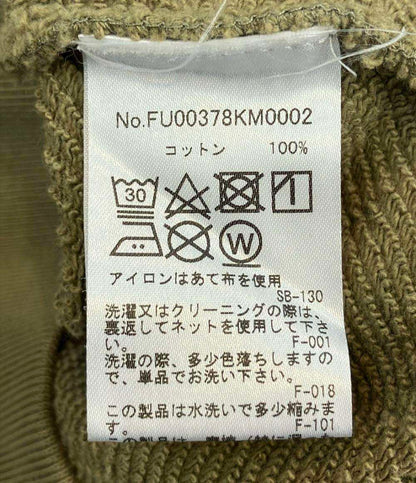 No.FU00378KM0002
コットン 100%
30
W
アイロンはあて布を使用
SB-130
洗濯又はクリーニングの際は、
裏返してネットを使用して下さ
い。 F-001
洗濯の際、多少色落ちしますの
で、単品でお洗い下さい。
F-018
この製品は水洗いで多少縮みま
す。 F-101